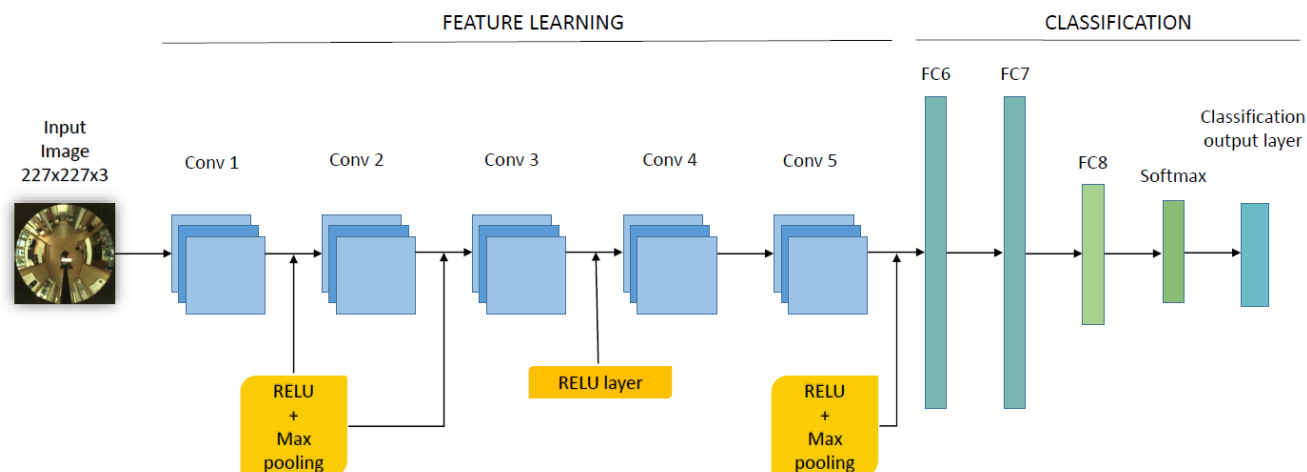 FEATURE LEARNING
CLASSIFICATION
Input
Image
227x227x3
Conv 1
Conv 2
Conv 3
Conv 4
Conv 5
FC6
FC7
FC8
Softmax
Classification
output layer
RELU
+
Max
pooling
RELU layer
RELU
+
Max
pooling